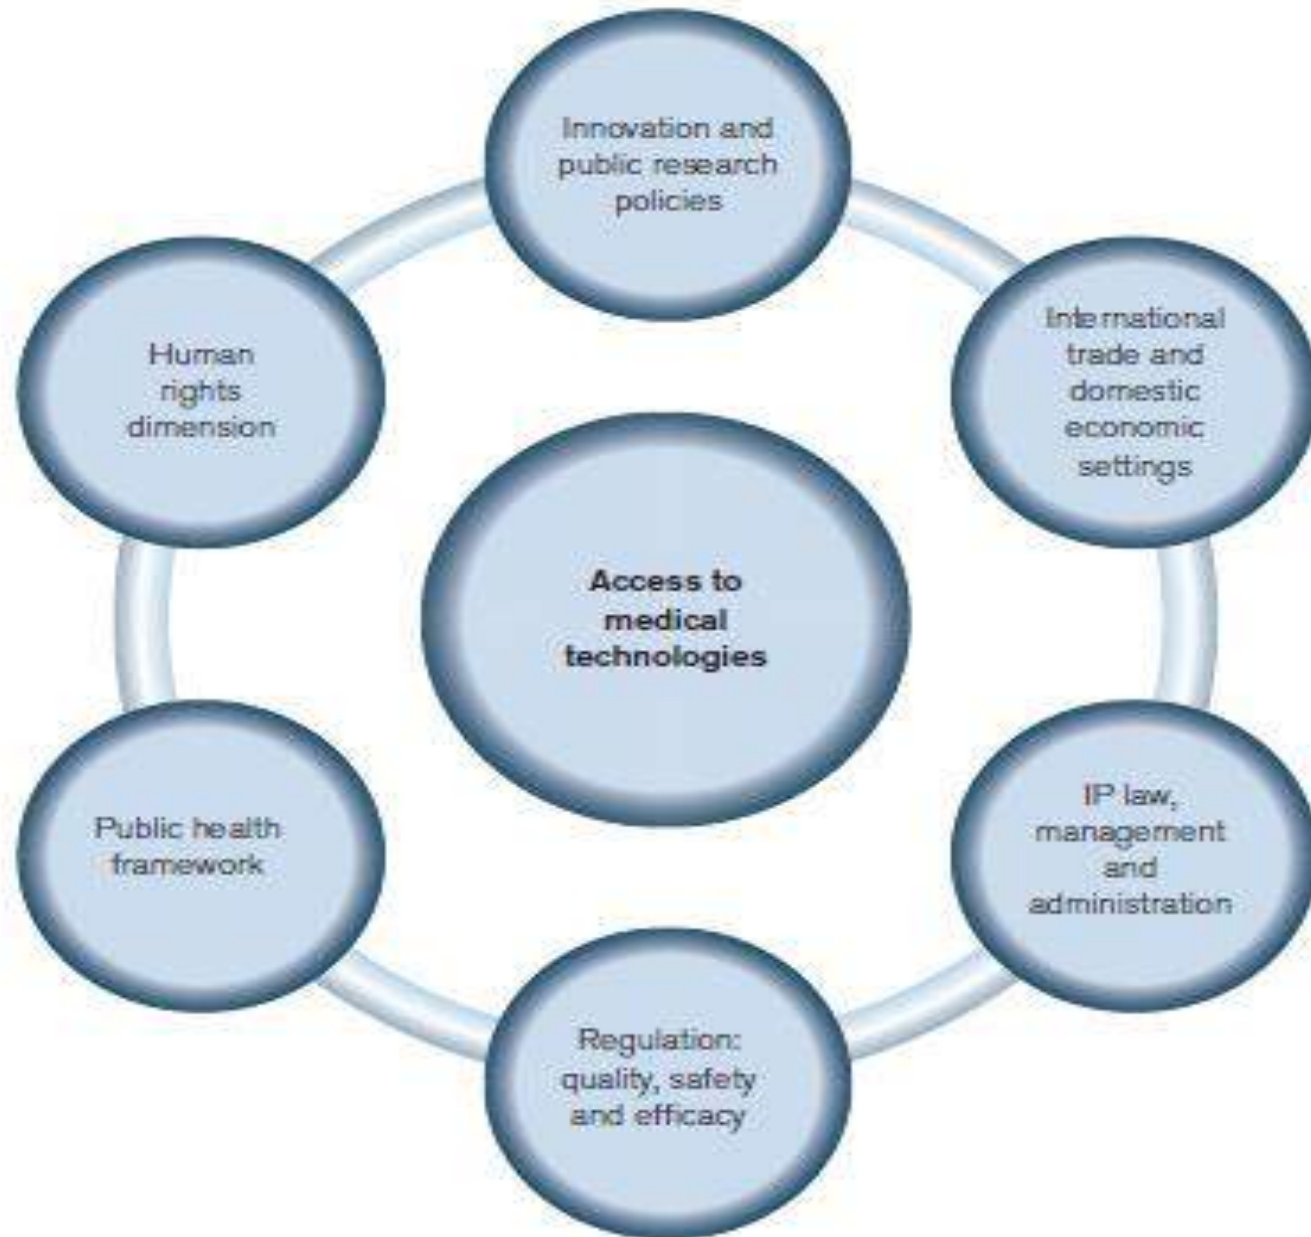 Innovation and
public research
policies
International
trade and
domestic
economic
settings
Human
rights
dimension
Access to
medical
technologies
IP law,
management
and
administration
Public health
framework
Regulation:
quality, safety
and efficacy